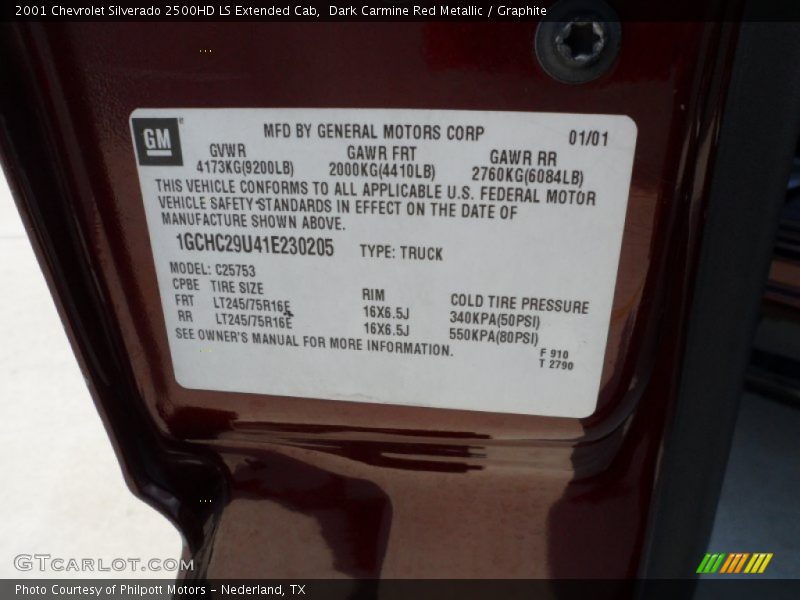 2001 Chevrolet Silverado 2500HD LS Extended Cab,  Dark Carmine Red Metallic / Graphite
GM
MFD BY GENERAL MOTORS CORP 01/01
GVWR GAWR FRT GAWR RR
4173KG(9200LB) 2000KG(4410LB) 2760KG(6084LB)
THIS VEHICLE CONFORMS TO ALL APPLICABLE U.S. FEDERAL MOTOR
VEHICLE SAFETY STANDARDS IN EFFECT ON THE DATE OF
MANUFACTURE SHOWN ABOVE.
1GCHC29U41E230205 TYPE: TRUCK
MODEL: C25753
CPBE TIRE SIZE RIM COLD TIRE PRESSURE
FRT LT245/75R16E 16X6.5J 340KPA(50PSI)
RR LT245/75R16E 16X6.5J 550KPA(80PSI)
SEE OWNER'S MANUAL FOR MORE INFORMATION.
F 910
T 2790
GTCarlot.com
Photo Courtesy of Philpott Motors - Nederland, TX